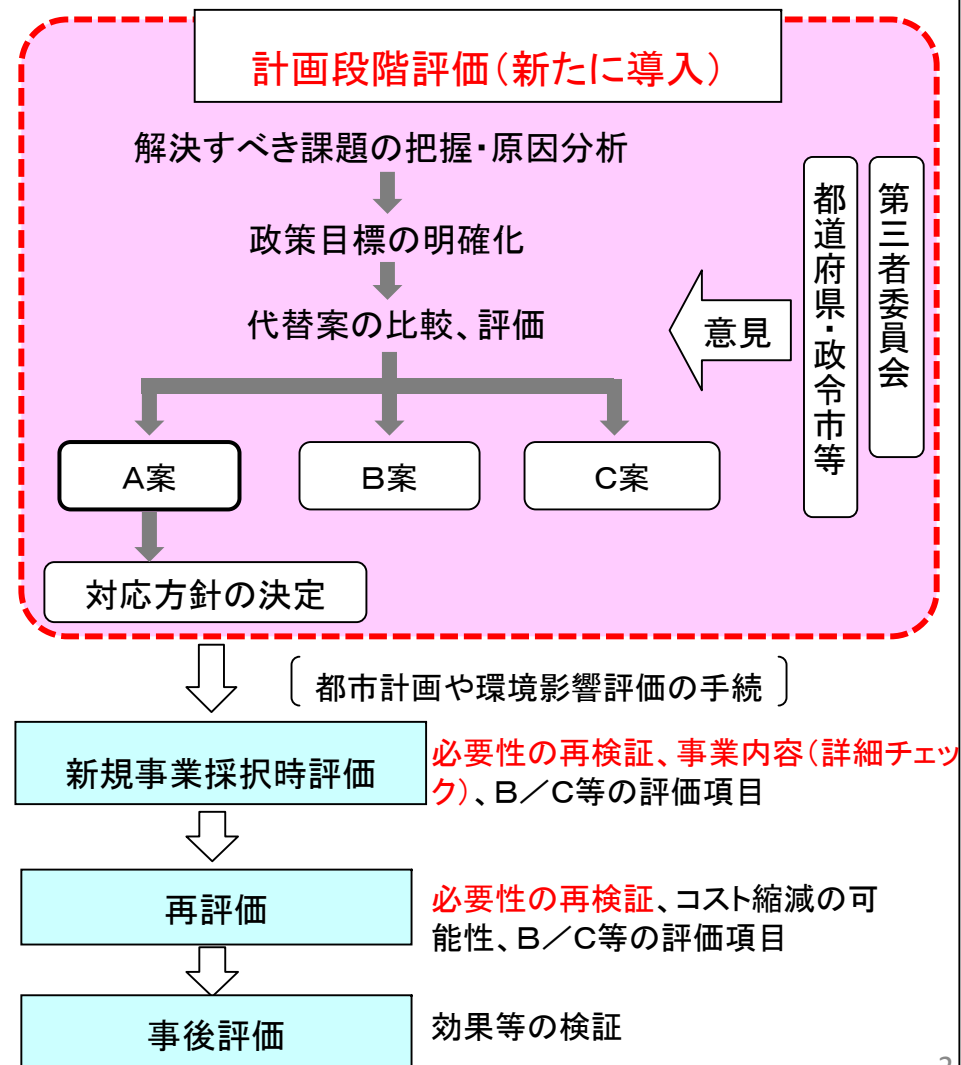 計画段階評価(新たに導入)
解決すべき課題の把握・原因分析
政策目標の明確化
代替案の比較、評価
意見
都道府県・政令市等
第三者委員会
A案
B案
C案
対応方針の決定
都市計画や環境影響評価の手続
新規事業採択時評価
必要性の再検証、事業内容(詳細チェッ
ク)、B/C等の評価項目
再評価
必要性の再検証、コスト縮減の可
能性、B/C等の評価項目
事後評価
効果等の検証